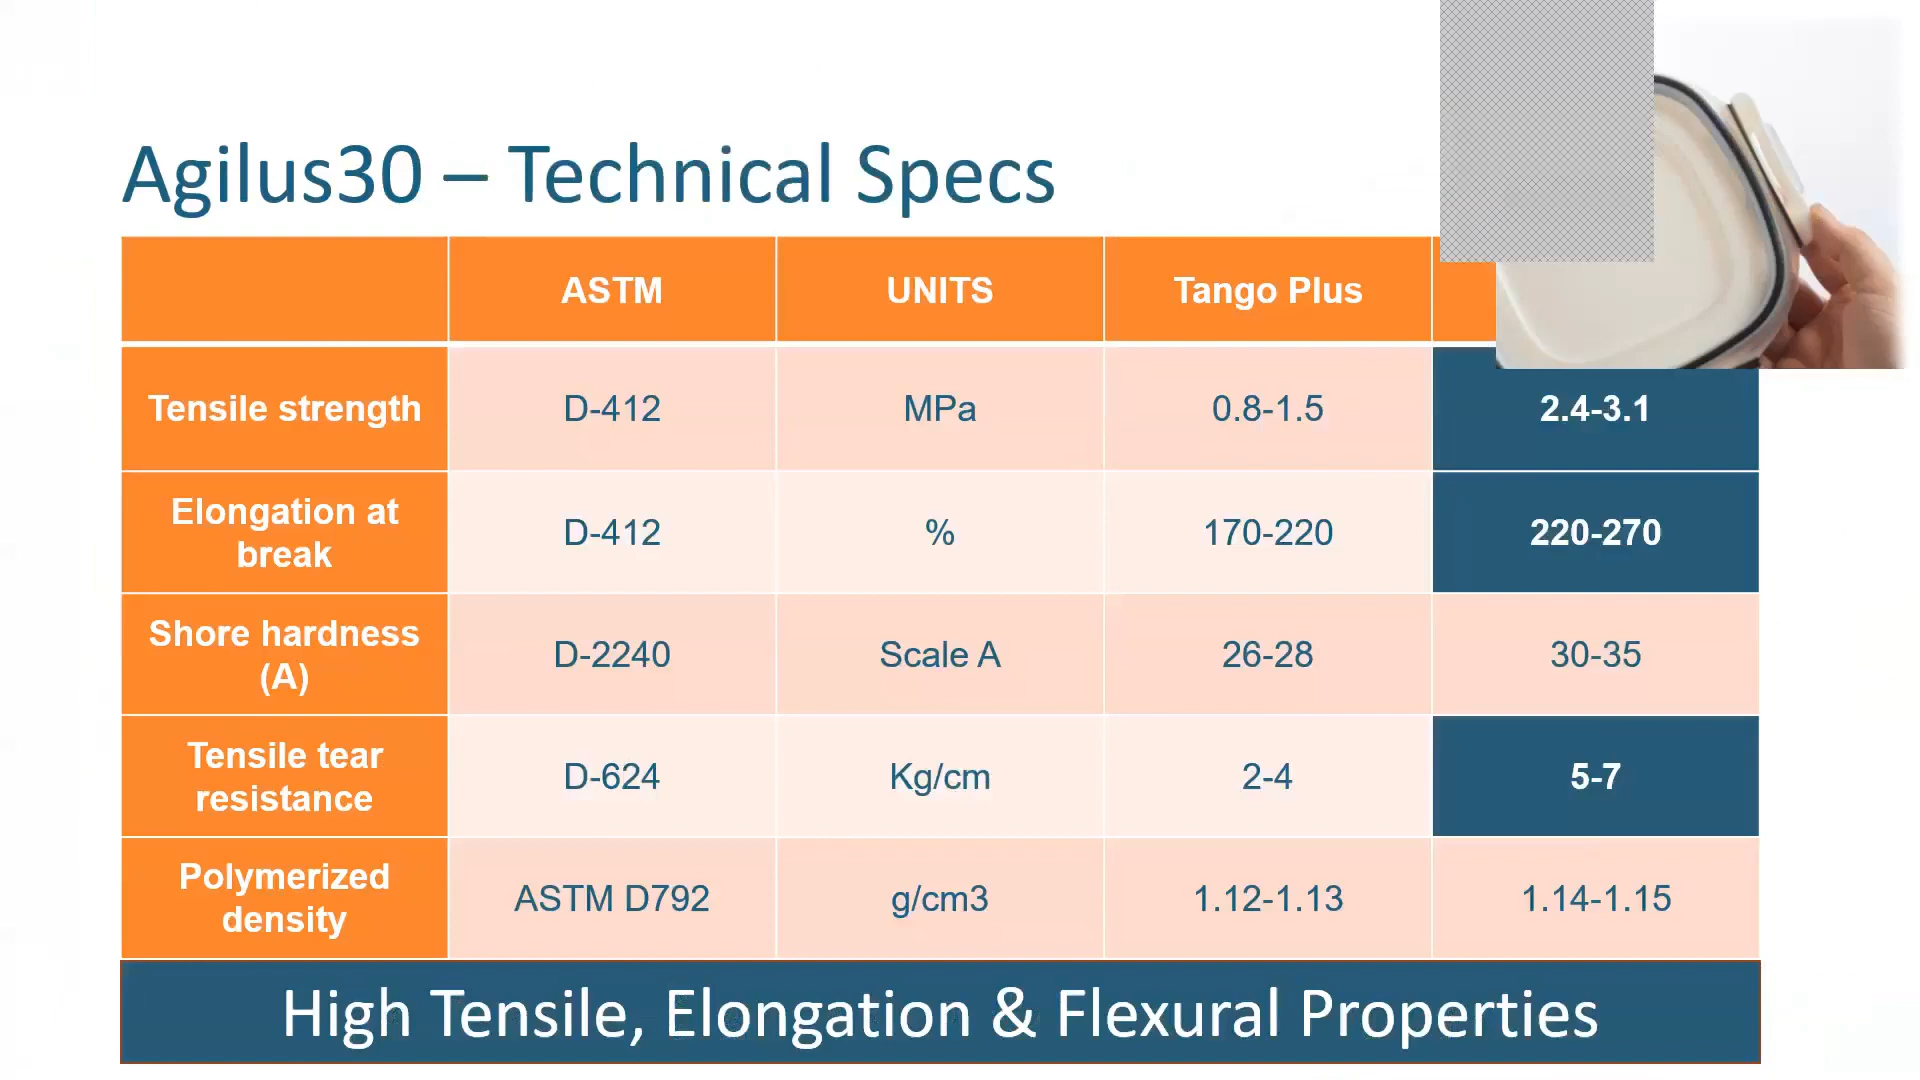 Agilus30 – Technical Specs
ASTM UNITS Tango Plus
Tensile strength D-412 MPa 0.8-1.5 2.4-3.1
Elongation at
break D-412 % 170-220 220-270
Shore hardness
(A) D-2240 Scale A 26-28 30-35
Tensile tear
resistance D-624 Kg/cm 2-4 5-7
Polymerized
density ASTM D792 g/cm3 1.12-1.13 1.14-1.15
High Tensile, Elongation & Flexural Properties